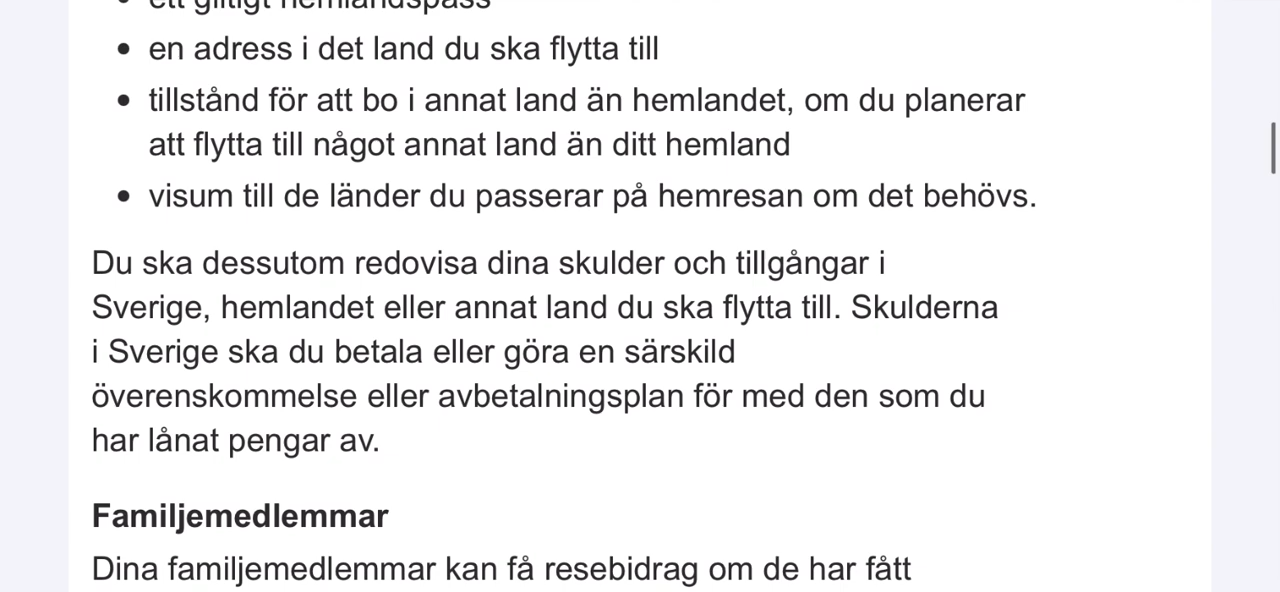 ett giltigt hemlandspass
en adress i det land du ska flytta till
tillstånd för att bo i annat land än hemlandet, om du planerar
att flytta till något annat land än ditt hemland
visum till de länder du passerar på hemresan om det behövs.
Du ska dessutom redovisa dina skulder och tillgångar i
Sverige, hemlandet eller annat land du ska flytta till. Skulderna
i Sverige ska du betala eller göra en särskild
överenskommelse eller avbetalningsplan för med den som du
har lånat pengar av.
Familjemedlemmar
Dina familjemedlemmar kan få resebidrag om de har fått